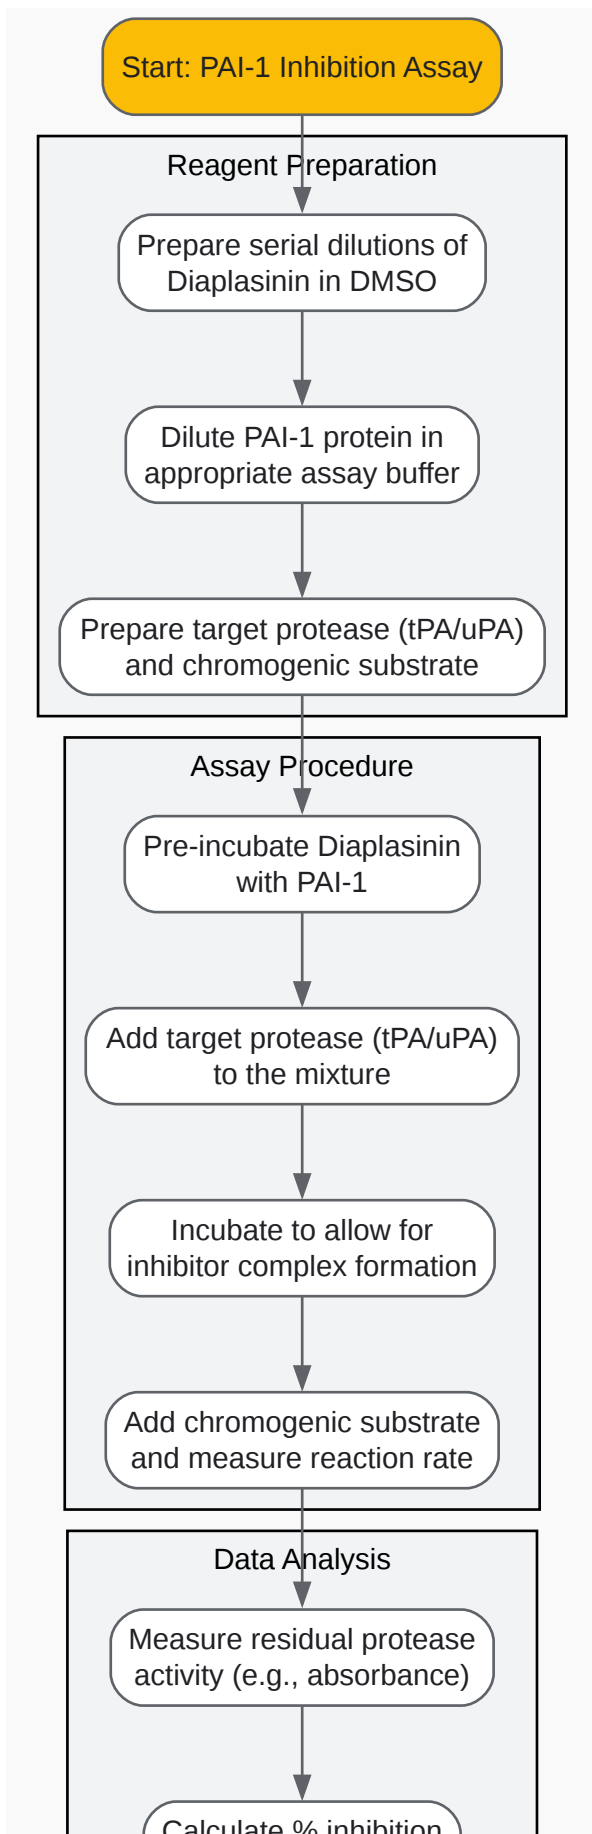 Start: PAI-1 Inhibition Assay
Reagent Preparation
Prepare serial dilutions of
Diaplasinin in DMSO
Dilute PAI-1 protein in
appropriate assay buffer
Prepare target protease (tPA/uPA)
and chromogenic substrate
Assay Procedure
Pre-incubate Diaplasinin
with PAI-1
Add target protease (tPA/uPA)
to the mixture
Incubate to allow for
inhibitor complex formation
Add chromogenic substrate
and measure reaction rate
Data Analysis
Measure residual protease
activity (e.g., absorbance)
Calculate % inhibition